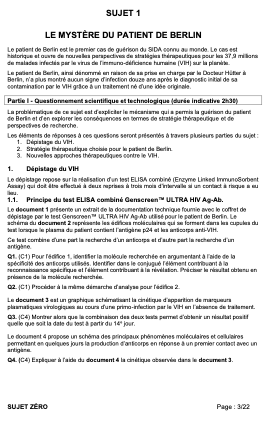 SUJET 1
LE MYSTÈRE DU PATIENT DE BERLIN
Le patient de Berlin est le premier cas de guérison du SIDA connu au monde. Le cas est
historique et ouvre de nouvelles perspectives de stratégies thérapeutiques pour les 37,9 millions
de malades infectés par le virus de l'immuno-déficience humaine (VIH) sur la planète.
Le patient de Berlin, ainsi dénommé en raison de sa prise en charge par le Docteur Hütter à
Berlin, n'a plus montré aucun signe d'infection douze ans après le diagnostic initial de sa
contamination par le VIH grâce à un traitement né d'une idée originale.
Partie I - Questionnement scientifique et technologique (durée indicative 2h30)
La problématique de ce sujet est d'expliciter le mécanisme qui a permis la guérison du patient
de Berlin et d'en explorer les conséquences en termes de stratégie thérapeutique et de
perspectives de recherche.
Les éléments de réponses à ces questions seront présentés à travers plusieurs parties du sujet :
1. Dépistage du VIH.
2. Stratégie thérapeutique choisie pour le patient de Berlin.
3. Nouvelles approches thérapeutiques contre le VIH.
1. Dépistage du VIH
Le dépistage repose sur la réalisation d'un test ELISA combiné (Enzyme Linked ImmunoSorbent
Assay) qui doit être effectué à deux reprises à trois mois d'intervalle si un contact à risque a eu
lieu.
1.1. Principe du test ELISA combiné Genscreen™ ULTRA HIV Ag-Ab.
Le document 1 présente un extrait de la documentation technique fournie avec le coffret de
dépistage par le test Genscreen™ ULTRA HIV Ag-Ab utilisé pour le patient de Berlin. Le
schéma du document 2 représente les édifices moléculaires qui se forment dans les cupules du
test lorsque le plasma du patient contient l'antigène p24 et les anticorps anti-VIH.
Ce test combine d'une part la recherche d'un anticorps et d'autre part la recherche d'un
antigène.
Q1. (C1) Pour l'édifice 1, identifier la molécule recherchée en argumentant à l'aide de la
spécificité des anticorps utilisés. Identifier dans le conjugué l'élément contribuant à la
reconnaissance spécifique et l'élément contribuant à la révélation. Préciser le résultat obtenu en
présence de la molécule recherchée.
Q2. (C1) Procéder à la même démarche d'analyse pour l'édifice 2.
Le document 3 est un graphique schématisant la cinétique d'apparition de marqueurs
plasmatiques virologiques au cours d'une primo-infection par le VIH en l'absence de traitement.
Q3. (C4) Montrer alors que la combinaison des deux tests permet d'obtenir un résultat positif
quelle que soit la date du test à partir du 14e jour.
Le document 4 propose un schéma des principaux phénomènes moléculaires et cellulaires
permettant en quelques jours la production d'anticorps en réponse à un premier contact avec un
antigène.
Q4. (C4) Expliquer à l'aide du document 4 la cinétique observée dans le document 3.
SUJET ZÉRO
Page : 3/22